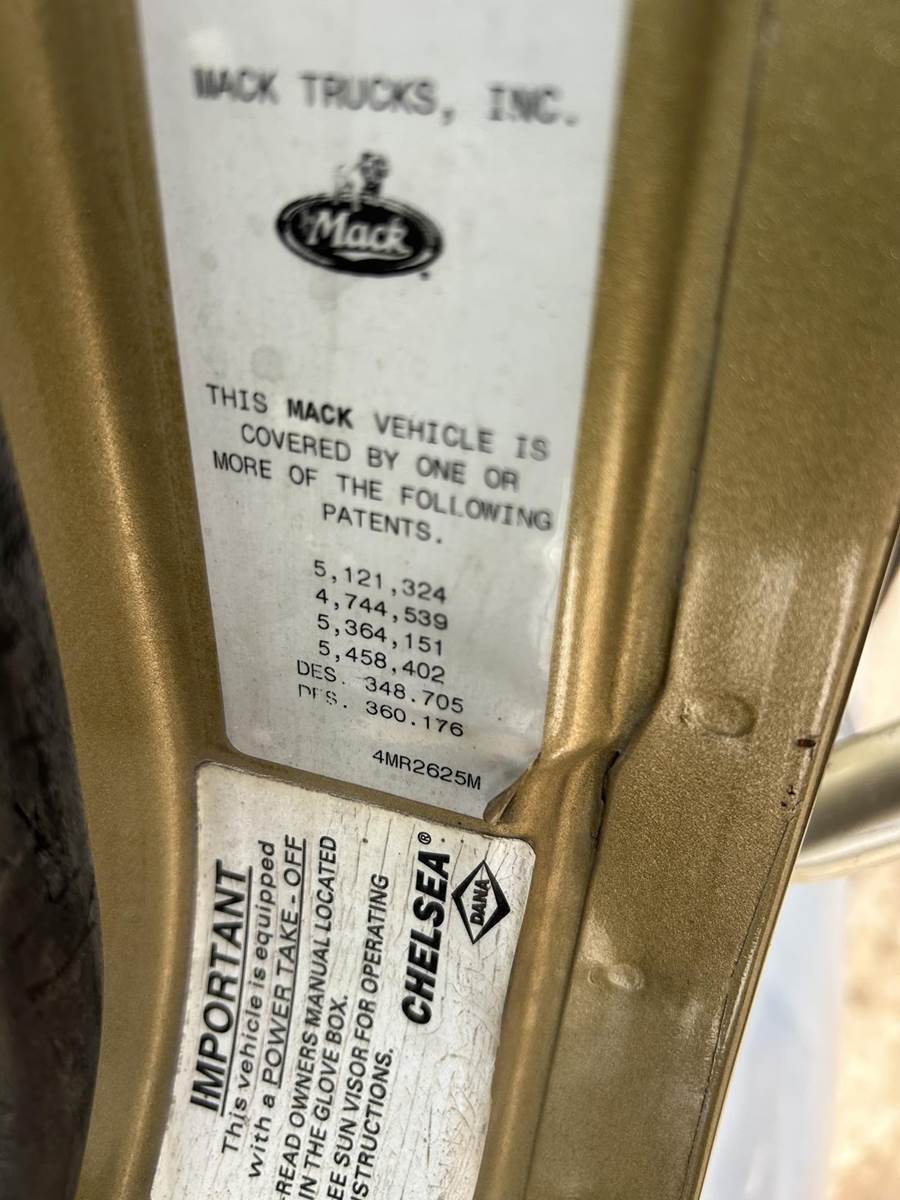 MACK TRUCKS, INC.
Mack
THIS MACK VEHICLE IS
COVERED BY ONE OR
MORE OF THE FOLLOWING
PATENTS.
5,121,324
4,744,539
5,364,151
5,458,402
DES. 348.705
DES. 360.176
4MR2625M
IMPORTANT
This vehicle is equipped
with a POWER TAKE-OFF
READ OWNERS MANUAL LOCATED
IN THE GLOVE BOX.
EE SUN VISOR FOR OPERATING
STRUCTIONS.
CHELSEA®
DANA